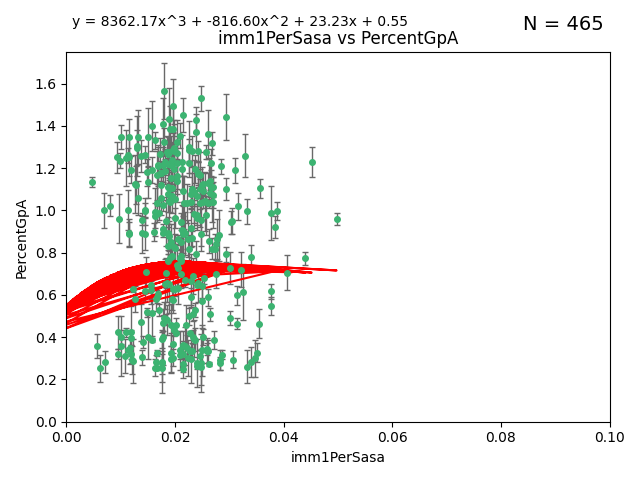 y = 8362.17x^3 + -816.60x^2 + 23.23x + 0.55
N = 465
imm1PerSasa vs PercentGpA
1.6
1.4
1.2
1.0
0.8
0.6
0.4
0.2
0.0
PercentGpA
0.00 0.02 0.04 0.06 0.08 0.10
imm1PerSasa